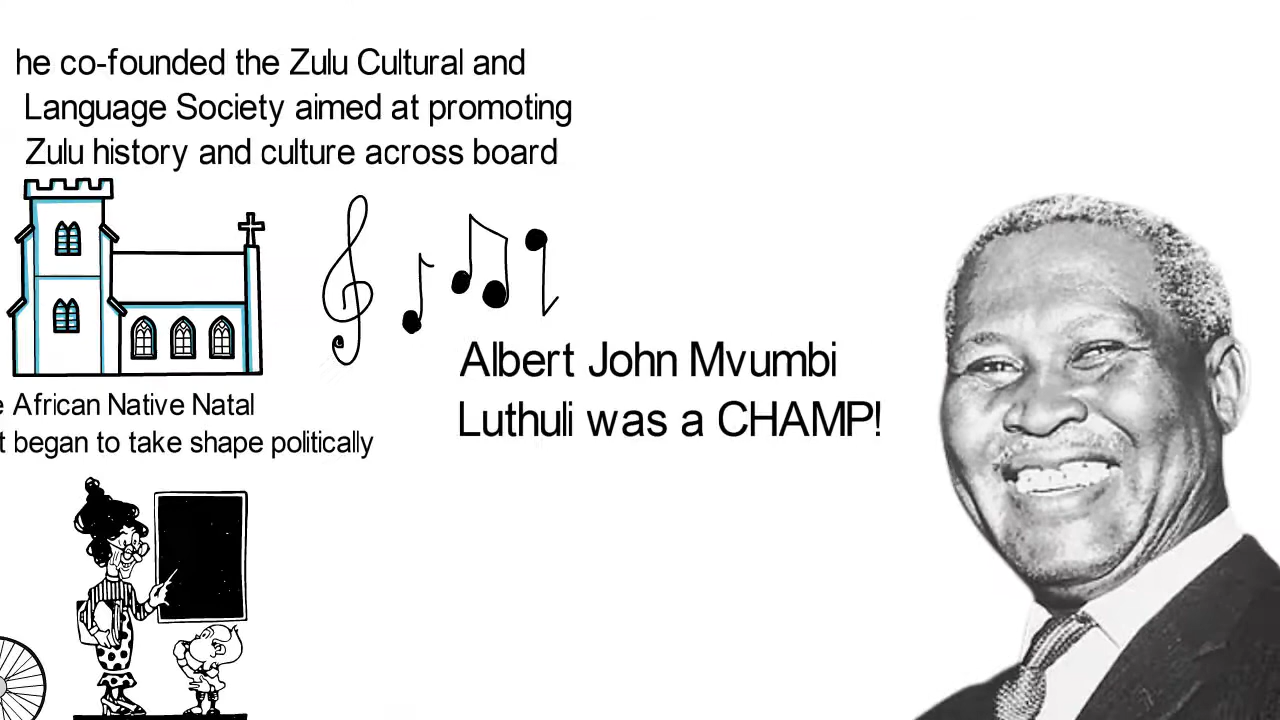 he co-founded the Zulu Cultural and
Language Society aimed at promoting
Zulu history and culture across board
Albert John Mvumbi
Luthuli was a CHAMP!
African Native Natal
began to take shape politically